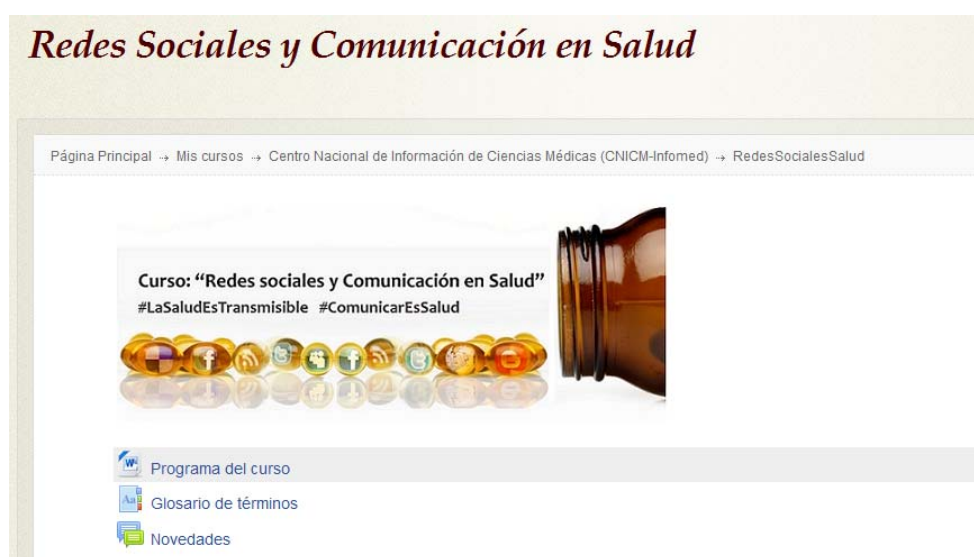 Redes Sociales y Comunicación en Salud
Página Principal → Mis cursos → Centro Nacional de Información de Ciencias Médicas (CNICM-Infomed) → RedesSocialesSalud
Curso: “Redes sociales y Comunicación en Salud”
#LaSaludEsTransmisible #ComunicarEsSalud
Programa del curso
Glosario de términos
Novedades